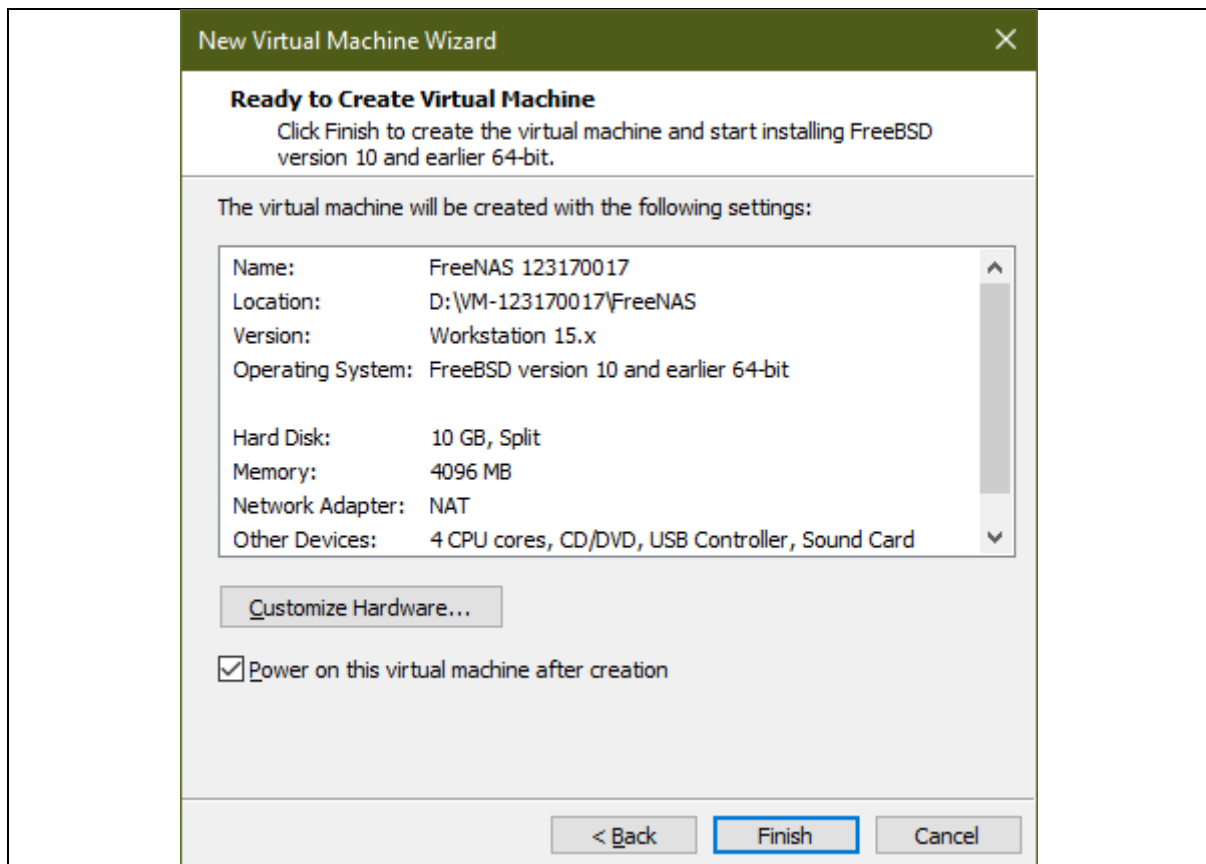 New Virtual Machine Wizard
Ready to Create Virtual Machine
Click Finish to create the virtual machine and start installing FreeBSD
version 10 and earlier 64-bit.
The virtual machine will be created with the following settings:
Name: FreeNAS 123170017
Location: D:\VM-123170017\FreeNAS
Version: Workstation 15.x
Operating System: FreeBSD version 10 and earlier 64-bit
Hard Disk: 10 GB, Split
Memory: 4096 MB
Network Adapter: NAT
Other Devices: 4 CPU cores, CD/DVD, USB Controller, Sound Card
Customize Hardware...
Power on this virtual machine after creation
< Back Finish Cancel